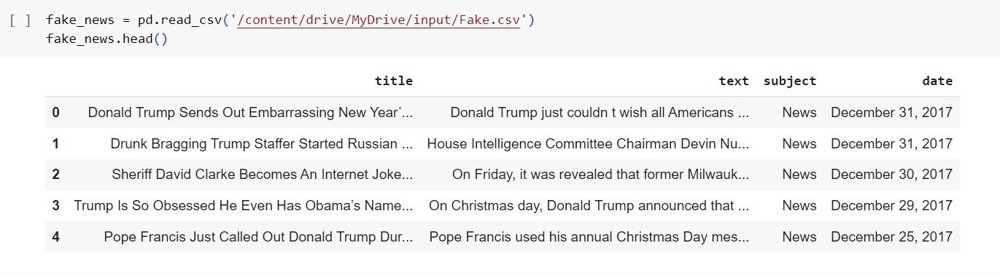 [ ] fake_news = pd.read_csv('/content/drive/MyDrive/input/Fake.csv')
fake_news.head()
title text subject date
0 Donald Trump Sends Out Embarrassing New Year’... Donald Trump just couldn t wish all Americans ... News December 31, 2017
1 Drunk Bragging Trump Staffer Started Russian ... House Intelligence Committee Chairman Devin Nu... News December 31, 2017
2 Sheriff David Clarke Becomes An Internet Joke... On Friday, it was revealed that former Milwauk... News December 30, 2017
3 Trump Is So Obsessed He Even Has Obama’s Name... On Christmas day, Donald Trump announced that ... News December 29, 2017
4 Pope Francis Just Called Out Donald Trump Dur... Pope Francis used his annual Christmas Day mes... News December 25, 2017